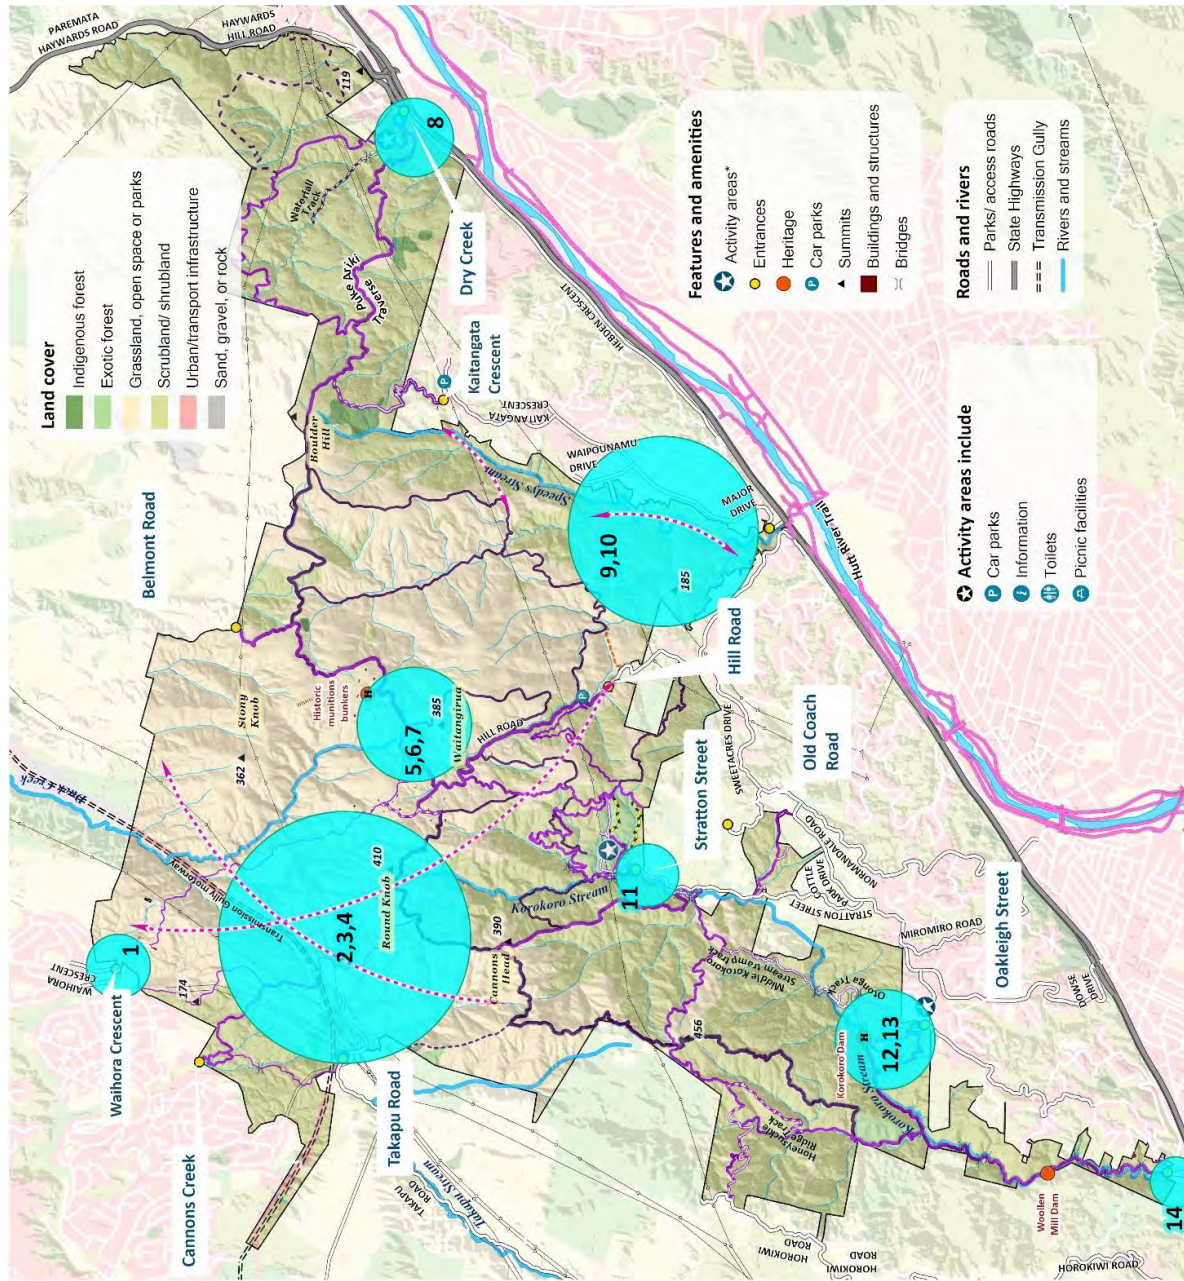 PAREMATA
HAYWARDS ROAD
HAYWARDS
HILL ROAD
119
8
Dry Creek
Waterfall
Track
Puke Ariki
Traverse
Land cover
Indigenous forest
Exotic forest
Grassland, open space or parks
Scrubland/ shrubland
Urban/transport infrastructure
Sand, gravel, or rock
Kaitangata
Crescent
P
KAITANGATA
CRESCENT
HEBDEN CRESCENT
Boulder
Hill
WAIPOUNAMU
DRIVE
Speedys Stream
MAJOR
DRIVE
9,10
185
Hutt River Trail
Belmont Road
Stony
Knob
362
Historic
munitions
bunkers
H
5,6,7
385
Waitangirua
HILL ROAD
P
Hill Road
SWEETACRES DRIVE
Old Coach
Road
Stratton Street
Transmission Gully motorway
2,3,4
410
Round Knob
Korokoro Stream
11
390
Cannons
Head
WAIHORA
CRESCENT
1
174
Waihora Crescent
Cannons Creek
Takapu Road
TAKAPU
ROAD
Takapu Stream
NORMANDALE ROAD
COTTLE
PARK DRIVE
STRATTON STREET
MIROMIRO ROAD
Oakleigh Street
DOWSE
DRIVE
Middle Korokoro
Stream tramp track
Oronga Track
456
Korokoro Dam
H
12,13
Korokoro Stream
Honeysuckle
Ridge Track
HOROKIWI
ROAD
HOROKIWI
ROAD
Woollen
Mill Dam
14
HOROKIWI ROAD
Features and amenities
Activity areas*
Entrances
Heritage
P Car parks
Summits
Buildings and structures
Bridges
Roads and rivers
Parks/ access roads
State Highways
Transmission Gully
Rivers and streams
Activity areas include
P Car parks
i Information
Toilets
Picnic facilities